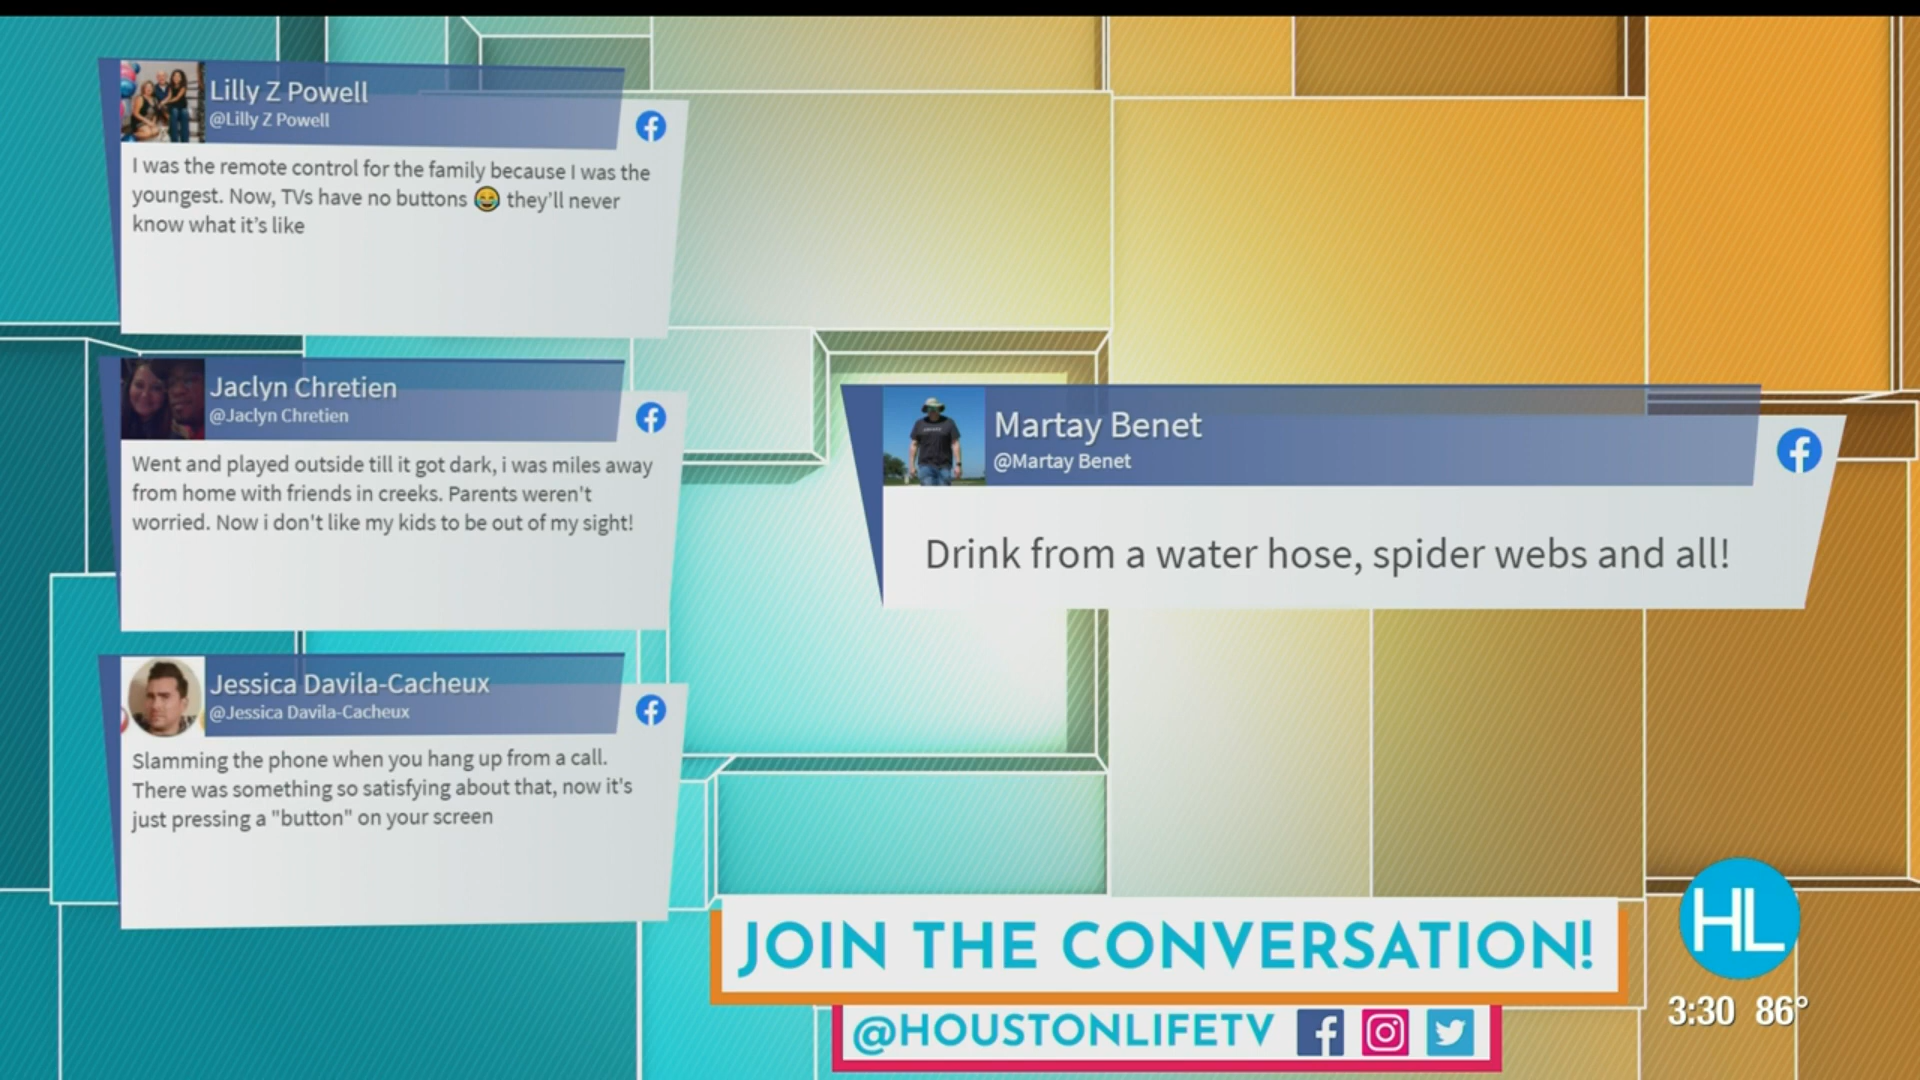 Lilly Z Powell
@Lilly Z Powell
I was the remote control for the family because I was the
youngest. Now, TVs have no buttons 😂 they'll never
know what it's like
Jaclyn Chretien
@Jaclyn Chretien
Went and played outside till it got dark, i was miles away
from home with friends in creeks. Parents weren't
worried. Now i don't like my kids to be out of my sight!
Jessica Davila-Cacheux
@Jessica Davila-Cacheux
Slamming the phone when you hang up from a call.
There was something so satisfying about that, now it's
just pressing a "button" on your screen
Martay Benet
@Martay Benet
Drink from a water hose, spider webs and all!
JOIN THE CONVERSATION!
@HOUSTONLIFETV
HL
3:30 86°